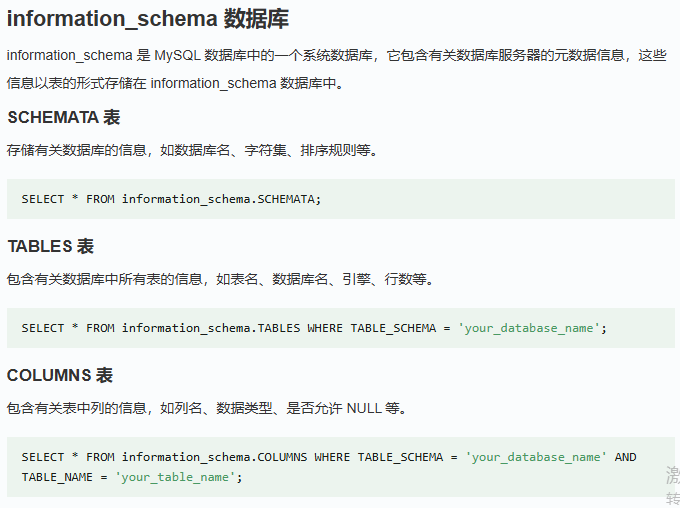 information_schema 数据库
information_schema 是 MySQL 数据库中的一个系统数据库，它包含有关数据库服务器的元数据信息，这些
信息以表的形式存储在 information_schema 数据库中。
SCHEMATA 表
存储有关数据库的信息，如数据库名、字符集、排序规则等。
SELECT * FROM information_schema.SCHEMATA;
TABLES 表
包含有关数据库中所有表的信息，如表名、数据库名、引擎、行数等。
SELECT * FROM information_schema.TABLES WHERE TABLE_SCHEMA = 'your_database_name';
COLUMNS 表
包含有关表中列的信息，如列名、数据类型、是否允许 NULL 等。
SELECT * FROM information_schema.COLUMNS WHERE TABLE_SCHEMA = 'your_database_name' AND
TABLE_NAME = 'your_table_name';
激
转